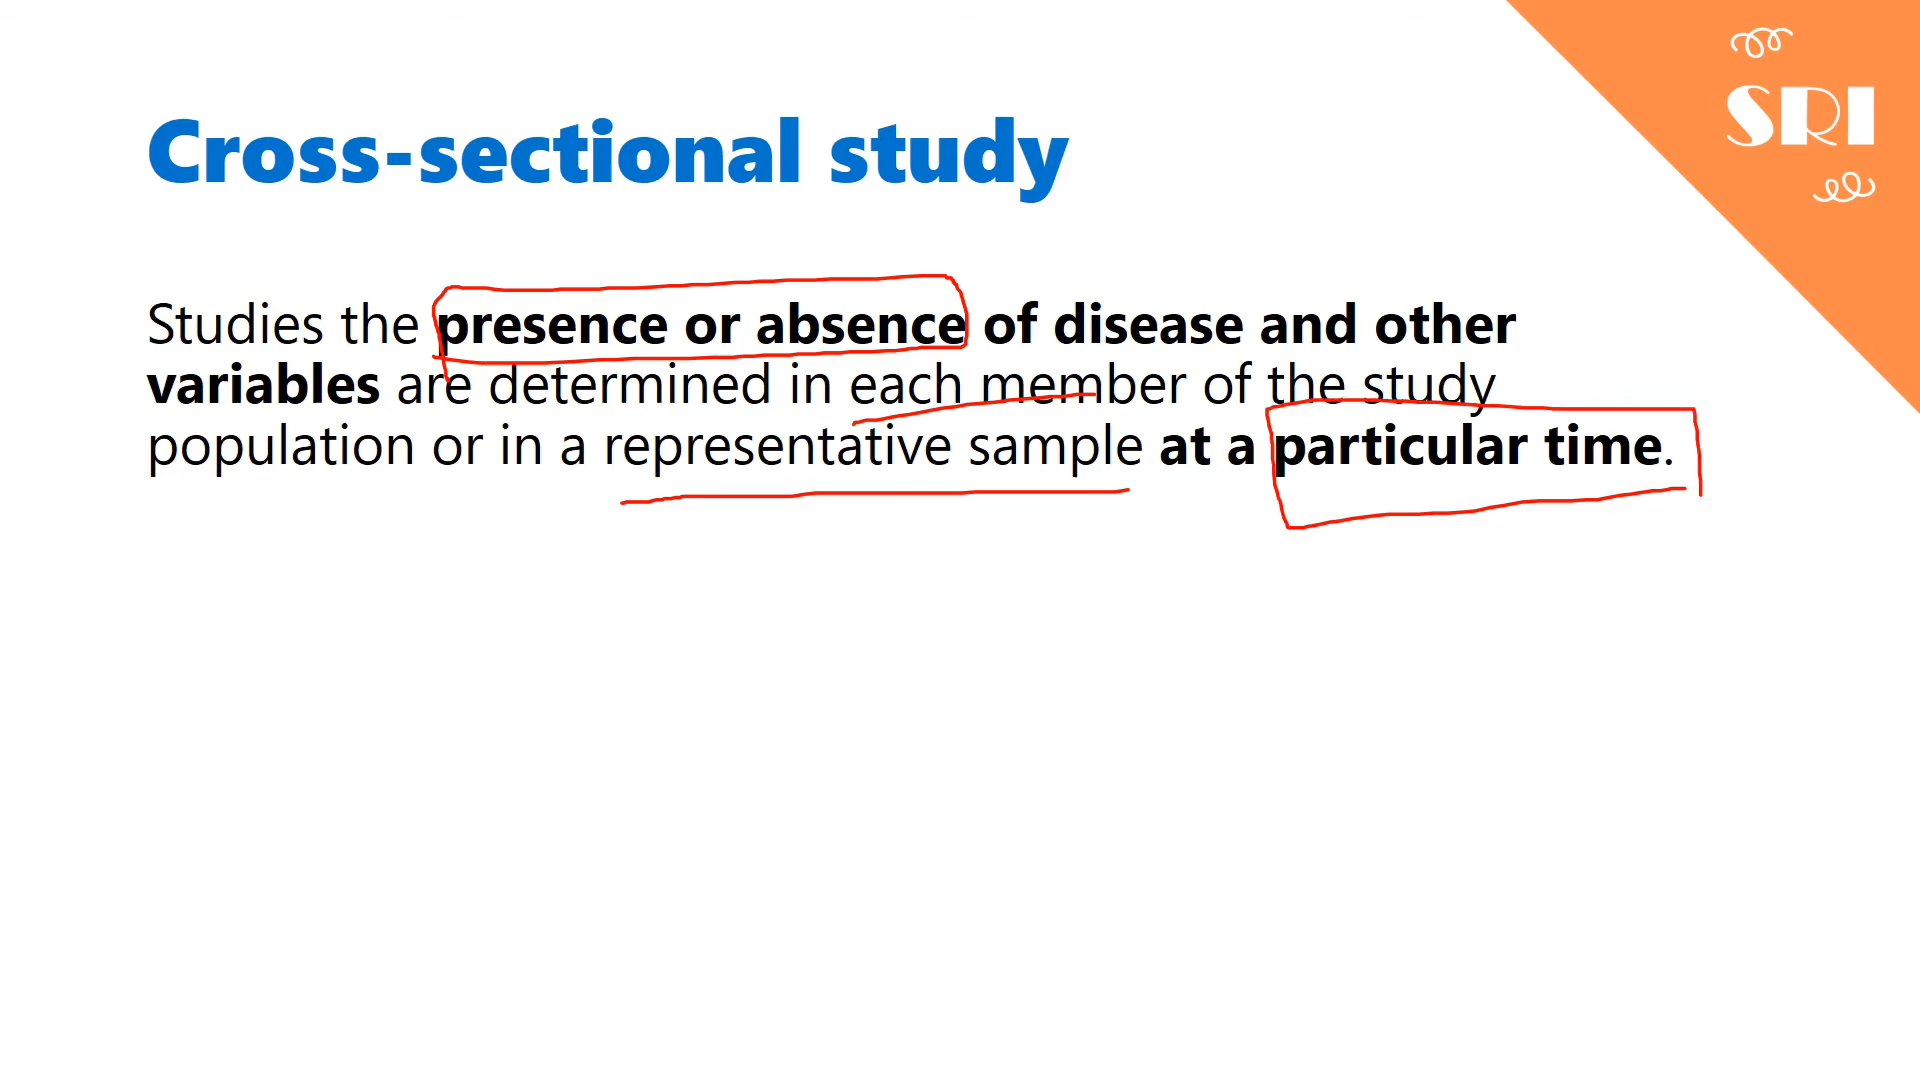 SRI
Cross-sectional study
Studies the presence or absence of disease and other
variables are determined in each member of the study
population or in a representative sample at a particular time.